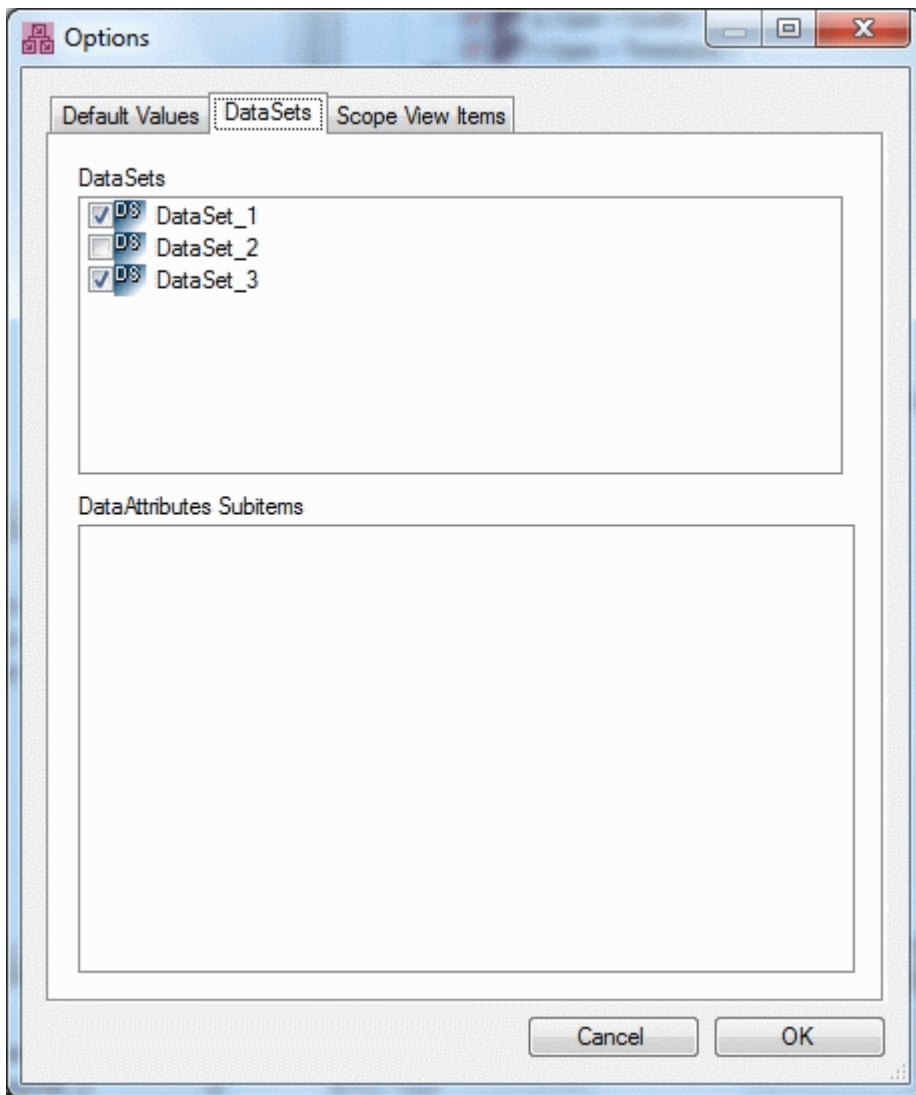 Options
Default Values DataSets Scope View Items
DataSets
DS DataSet_1
DS DataSet_2
DS DataSet_3
DataAttributes Subitems
Cancel OK